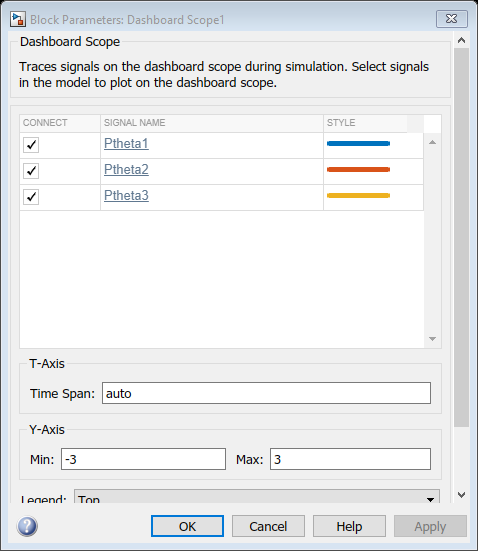 Block Parameters: Dashboard Scope1
Dashboard Scope
Traces signals on the dashboard scope during simulation. Select signals
in the model to plot on the dashboard scope.
CONNECT SIGNAL NAME STYLE
Ptheta1
Ptheta2
Ptheta3
T-Axis
Time Span: auto
Y-Axis
Min: -3 Max: 3
Legend: Top
OK Cancel Help Apply